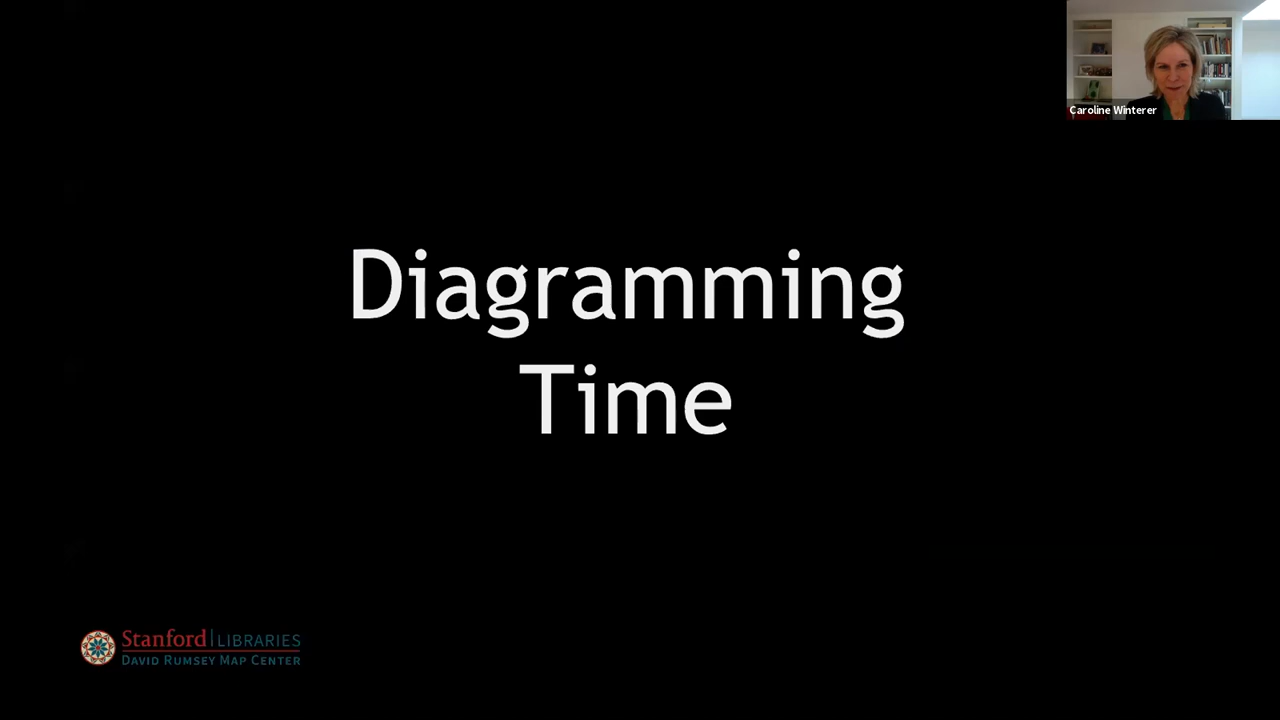 Caroline Winterer
Diagramming
Time
Stanford LIBRARIES
DAVID RUMSEY MAP CENTER